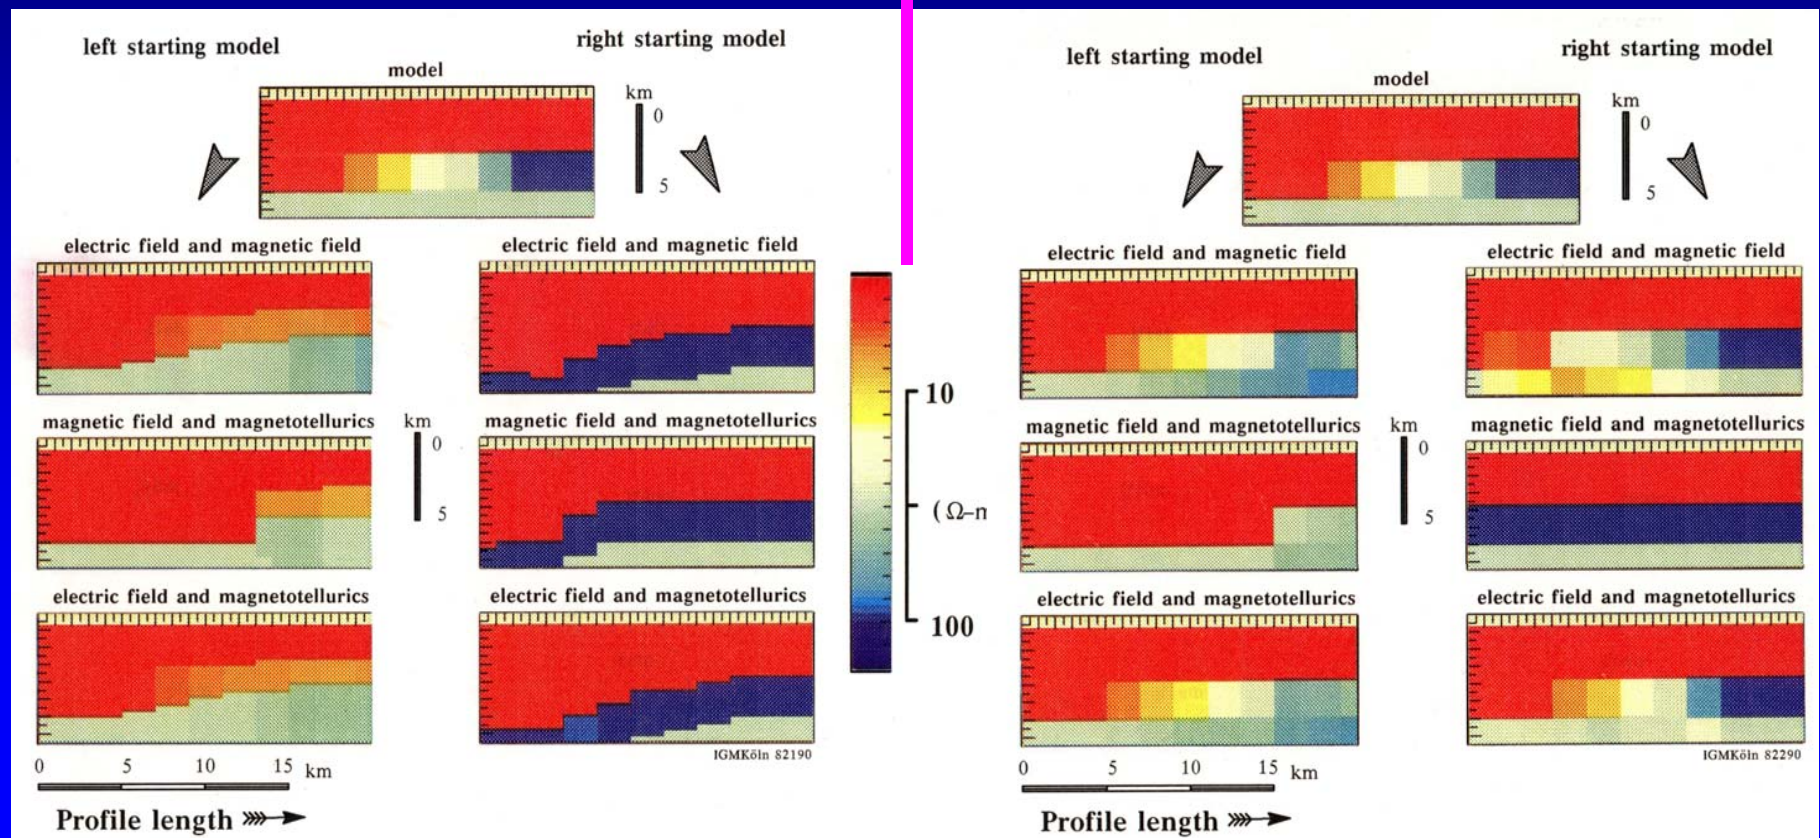 left starting model
right starting model
model
km
0
5
electric field and magnetic field
electric field and magnetic field
magnetic field and magnetotellurics
km
0
5
magnetic field and magnetotellurics
electric field and magnetotellurics
electric field and magnetotellurics
IGMKöln 82190
0 5 10 15 km
Profile length
10
(Ω-n
100
left starting model
right starting model
model
km
0
5
electric field and magnetic field
electric field and magnetic field
magnetic field and magnetotellurics
km
0
5
magnetic field and magnetotellurics
electric field and magnetotellurics
electric field and magnetotellurics
IGMKöln 82290
0 5 10 15 km
Profile length